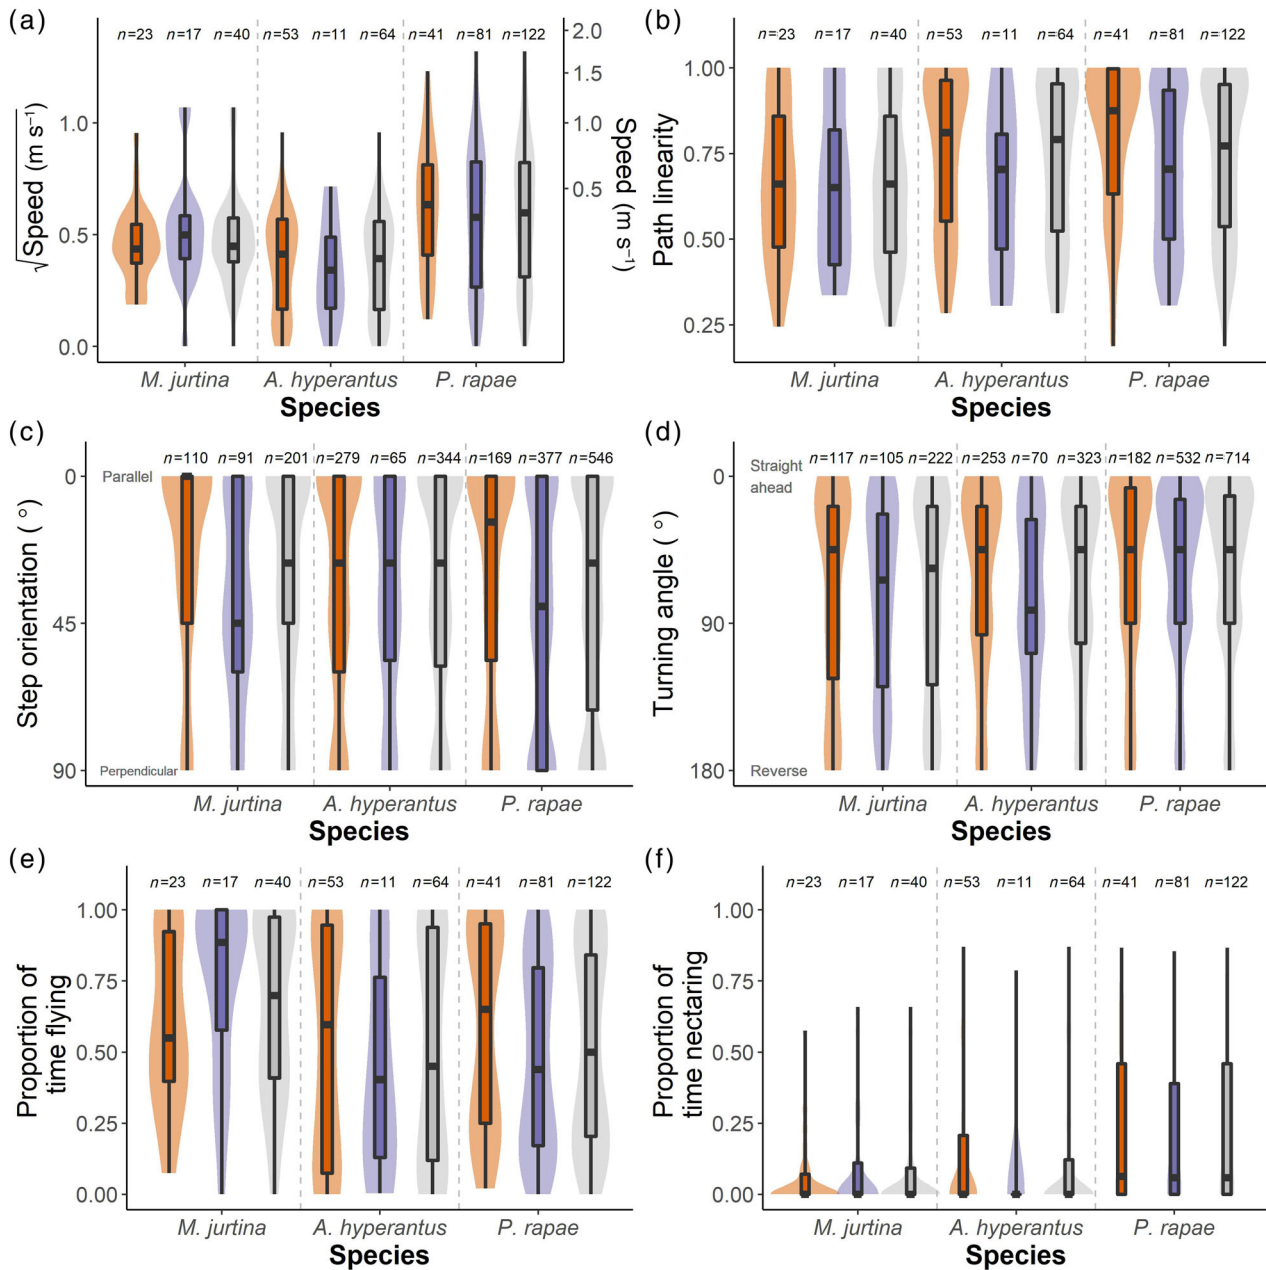 (a)
n=23 n=17 n=40 n=53 n=11 n=64 n=41 n=81 n=122
2.0
1.5
1.0
0.5
1.0
0.5
0.0
√Speed (m s⁻¹)
Speed (m s⁻¹)
M. jurtina A. hyperantus P. rapae
Species
(b)
n=23 n=17 n=40 n=53 n=11 n=64 n=41 n=81 n=122
1.00
0.75
0.50
0.25
Path linearity
M. jurtina A. hyperantus P. rapae
Species
(c)
n=110 n=91 n=201 n=279 n=65 n=344 n=169 n=377 n=546
0
45
90
Parallel
Perpendicular
Step orientation (°)
M. jurtina A. hyperantus P. rapae
Species
(d)
n=117 n=105 n=222 n=253 n=70 n=323 n=182 n=532 n=714
0
90
180
Straight
ahead
Reverse
Turning angle (°)
M. jurtina A. hyperantus P. rapae
Species
(e)
n=23 n=17 n=40 n=53 n=11 n=64 n=41 n=81 n=122
1.00
0.75
0.50
0.25
0.00
Proportion of
time flying
M. jurtina A. hyperantus P. rapae
Species
(f)
n=23 n=17 n=40 n=53 n=11 n=64 n=41 n=81 n=122
1.00
0.75
0.50
0.25
0.00
Proportion of
time nectaring
M. jurtina A. hyperantus P. rapae
Species